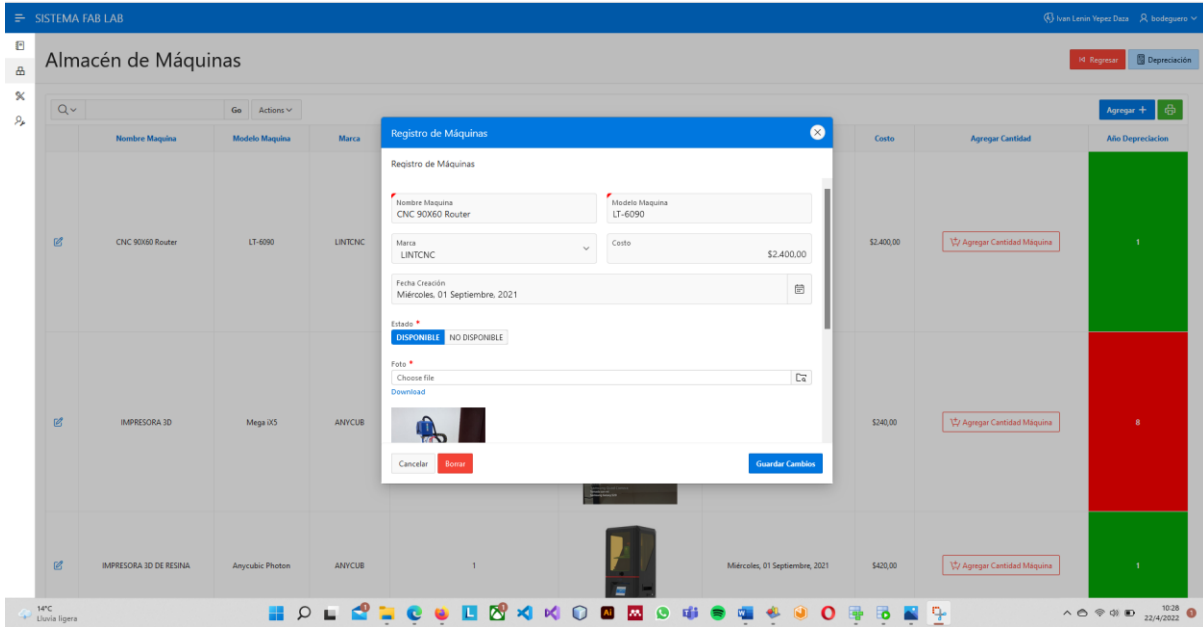 SISTEMA FAB LAB
Ivan Lenin Yepez Daza
bodeguero
Almacén de Máquinas
Regresar
Depreciación
Go
Actions
Agregar +
Nombre Maquina
Modelo Maquina
Marca
Costo
Agregar Cantidad
Año Depreciacion
Registro de Máquinas
Registro de Máquinas
Nombre Maquina
CNC 90X60 Router
Modelo Maquina
LT-6090
Marca
LINTCNC
Costo
$2.400,00
Fecha Creación
Miércoles, 01 Septiembre, 2021
Estado *
DISPONIBLE
NO DISPONIBLE
Foto *
Choose file
Download
Cancelar
Borrar
Guardar Cambios
CNC 90X60 Router
LT-6090
LINTCNC
$2.400,00
Agregar Cantidad Máquina
1
IMPRESORA 3D
Mega iX5
ANYCUB
$240,00
Agregar Cantidad Máquina
8
IMPRESORA 3D DE RESINA
Anycubic Photon
ANYCUB
1
Miércoles, 01 Septiembre, 2021
$420,00
Agregar Cantidad Máquina
1
14°C
Lluvia ligera
10:28
22/4/2022